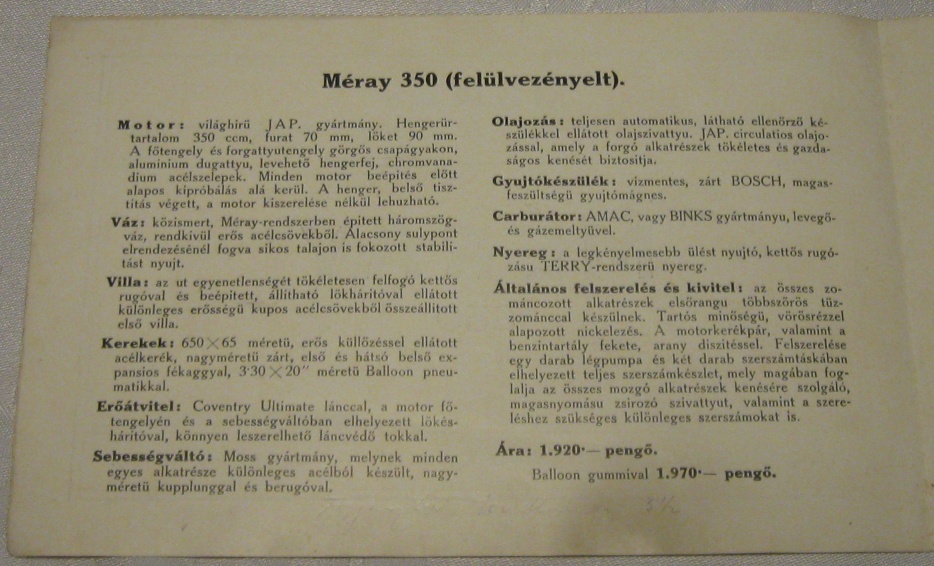 Méray 350 (felülvezényelt).
Motor: világhírű JAP. gyártmány. Hengerür-
tartalom 350 ccm, furat 70 mm, löket 90 mm.
A főtengely és forgattyutengely görgös csapágyakon,
aluminium dugattyu, levehető hengerfej, chromvana-
dium acélszelepek. Minden motor beépités előtt
alapos kipróbálás alá kerül. A henger, belső tisz-
titás végett, a motor kiszerelése nélkül lehuzható.
Váz: közismert, Méray-rendszerben épitett háromszög-
váz, rendkivül erős acélcsövekből. Alacsony sulypont
elrendezésénél fogva sikos talajon is fokozott stabili-
tást nyujt.
Villa: az ut egyenetlenségét tökéletesen felfogó kettős
rugóval és beépitett, állitható lökháritóval ellátott
különleges erősségü kupos acélcsövekből összeállitott
első villa.
Kerekek: 650×65 méretü, erős küllőzéssel ellátott
acélkerék, nagyméretü zárt, első és hátsó belső ex-
pansios fékaggyal, 3·30×20″ méretü Balloon pneu-
matikkal.
Erőátvitel: Coventry Ultimate lánccal, a motor fő-
tengelyén és a sebességváltóban elhelyezett lökés-
háritóval, könnyen leszerelhető láncvédő tokkal.
Sebességváltó: Moss gyártmány, melynek minden
egyes alkatrésze különleges acélból készült, nagy-
méretü kupplunggal és berugóval.
Olajozás: teljesen automatikus, látható ellenőrző ké-
szülékkel ellátott olajszivattyu. JAP. circulatios olajo-
zással, amely a forgó alkatrészek tökéletes és gazda-
ságos kenését biztositja.
Gyujtókészülék: vizmentes, zárt BOSCH, magas-
feszültségü gyujtómágnes.
Carburátor: AMAC, vagy BINKS gyártmányu, levegő-
és gázemeltyüvel.
Nyereg: a legkényelmesebb ülést nyujtó, kettős rugó-
zásu TERRY-rendszerü nyereg.
Általános felszerelés és kivitel: az összes zo-
máncozott alkatrészek elsőrangu többszörös tüz-
zománccal készülnek. Tartós minőségü, vörösrézzel
alapozott nickelezés. A motorkerékpár, valamint a
benzintartály fekete, arany diszitéssel. Felszerelése
egy darab légpumpa és két darab szerszámtáskában
elhelyezett teljes szerszámkészlet, mely magában fog-
lalja az összes mozgó alkatrészek kenésére szolgáló,
magasnyomásu zsirozó szivattyut, valamint a szere-
léshez szükséges különleges szerszámokat is.
Ára: 1.920·— pengő.
Balloon gummival 1.970·— pengő.